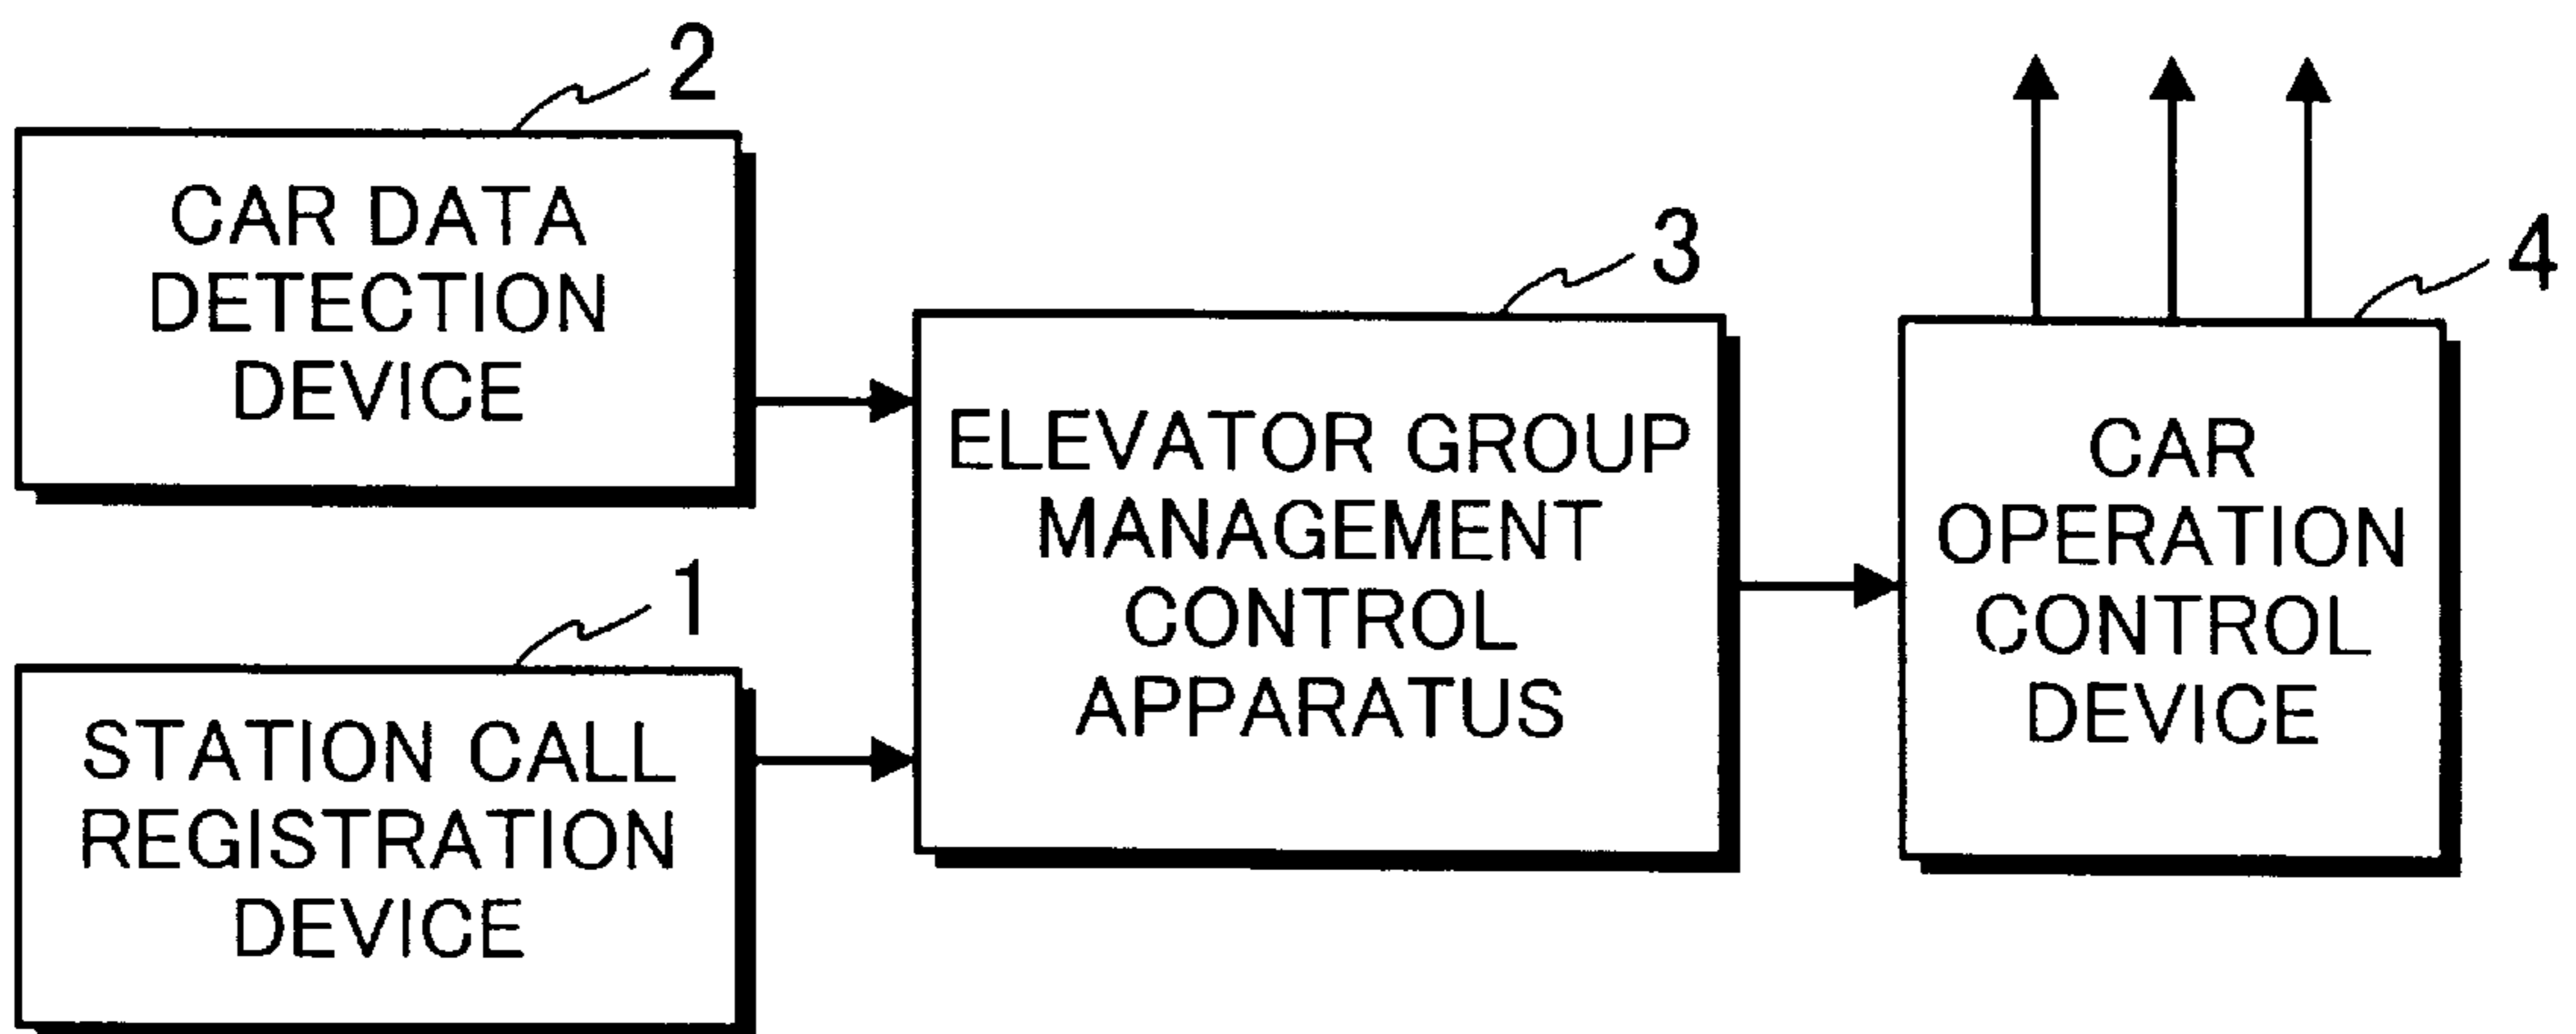 2
CAR DATA
DETECTION
DEVICE
1
STATION CALL
REGISTRATION
DEVICE
3
ELEVATOR GROUP
MANAGEMENT
CONTROL
APPARATUS
4
CAR
OPERATION
CONTROL
DEVICE